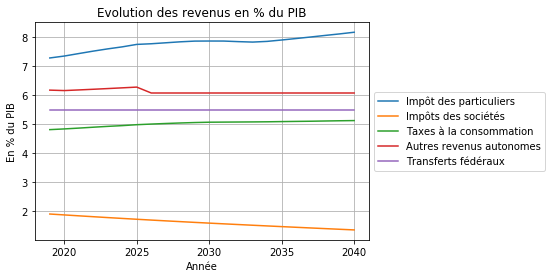 Evolution des revenus en % du PIB
En % du PIB
8
7
6
5
4
3
2
2020
2025
2030
2035
2040
Année
Impôt des particuliers
Impôts des sociétés
Taxes à la consommation
Autres revenus autonomes
Transferts fédéraux